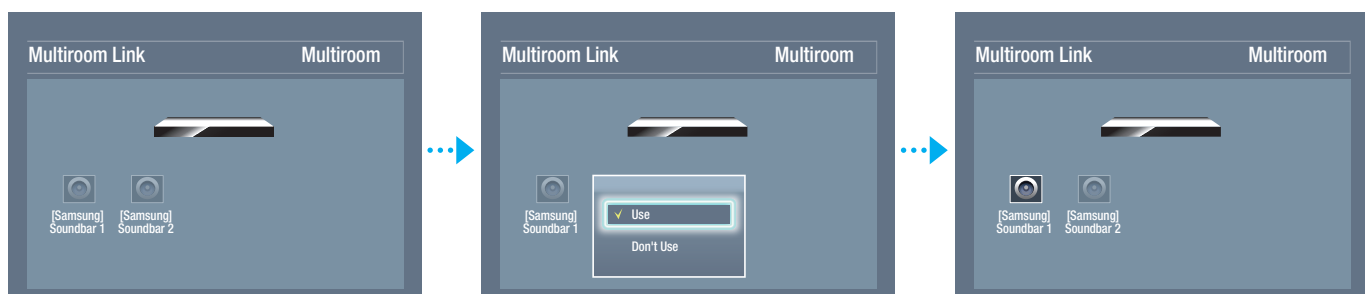 Multiroom Link Multiroom
[Samsung] [Samsung]
Soundbar 1 Soundbar 2
Multiroom Link Multiroom
[Samsung]
Soundbar 1
Use
Don't Use
Multiroom Link Multiroom
[Samsung] [Samsung]
Soundbar 1 Soundbar 2